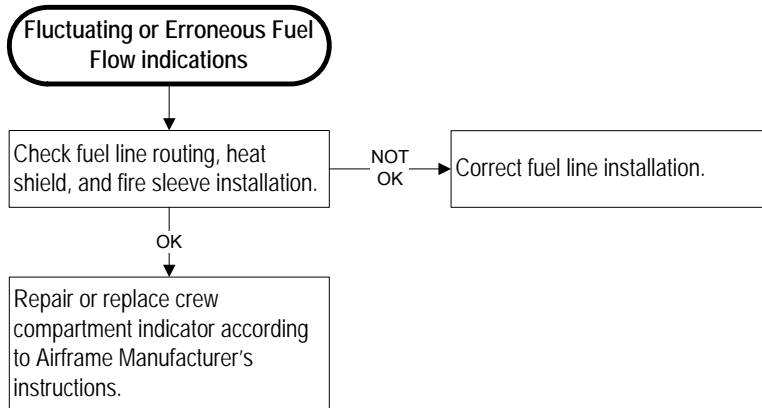 Fluctuating or Erroneous Fuel
Flow indications
Check fuel line routing, heat
shield, and fire sleeve installation.
NOT
OK
Correct fuel line installation.
OK
Repair or replace crew
compartment indicator according
to Airframe Manufacturer's
instructions.